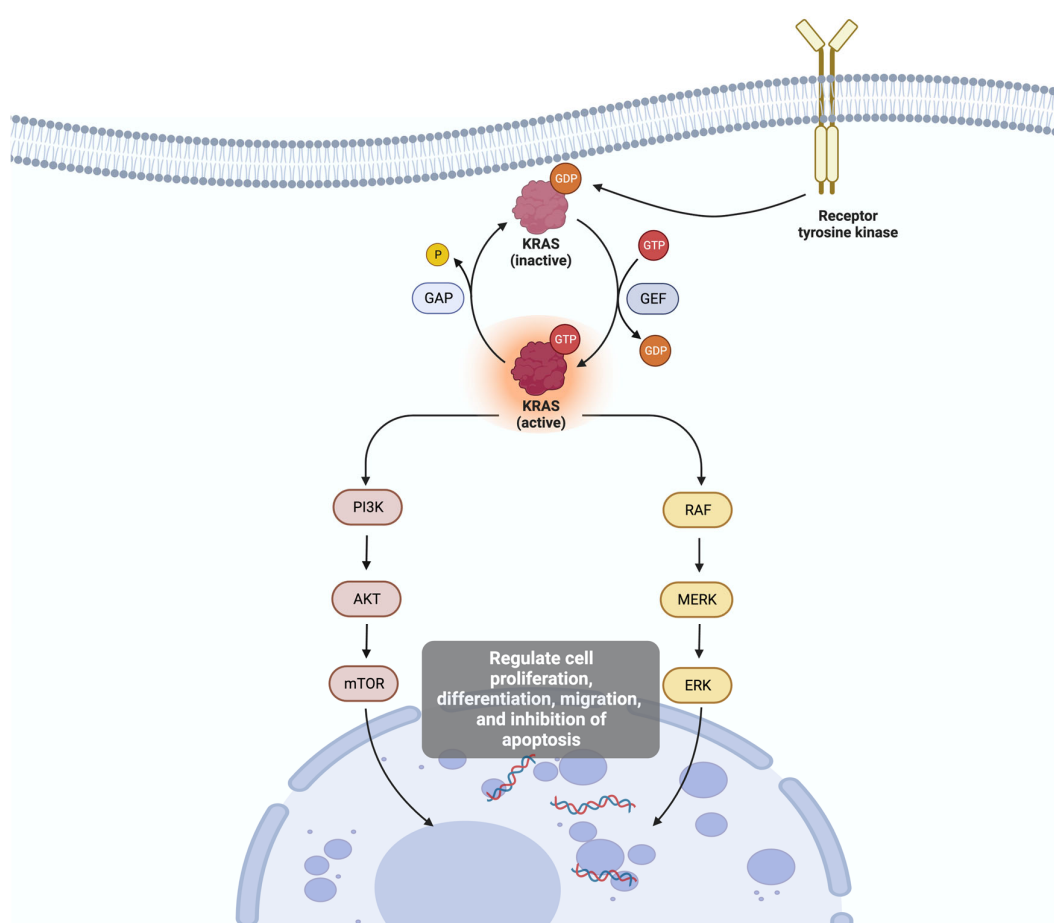 GDP
Receptor
tyrosine kinase
KRAS
(inactive)
P
GTP
GAP
GEF
GTP
GDP
KRAS
(active)
PI3K
RAF
AKT
MERK
Regulate cell
proliferation,
differentiation, migration,
and inhibition of
apoptosis
mTOR
ERK